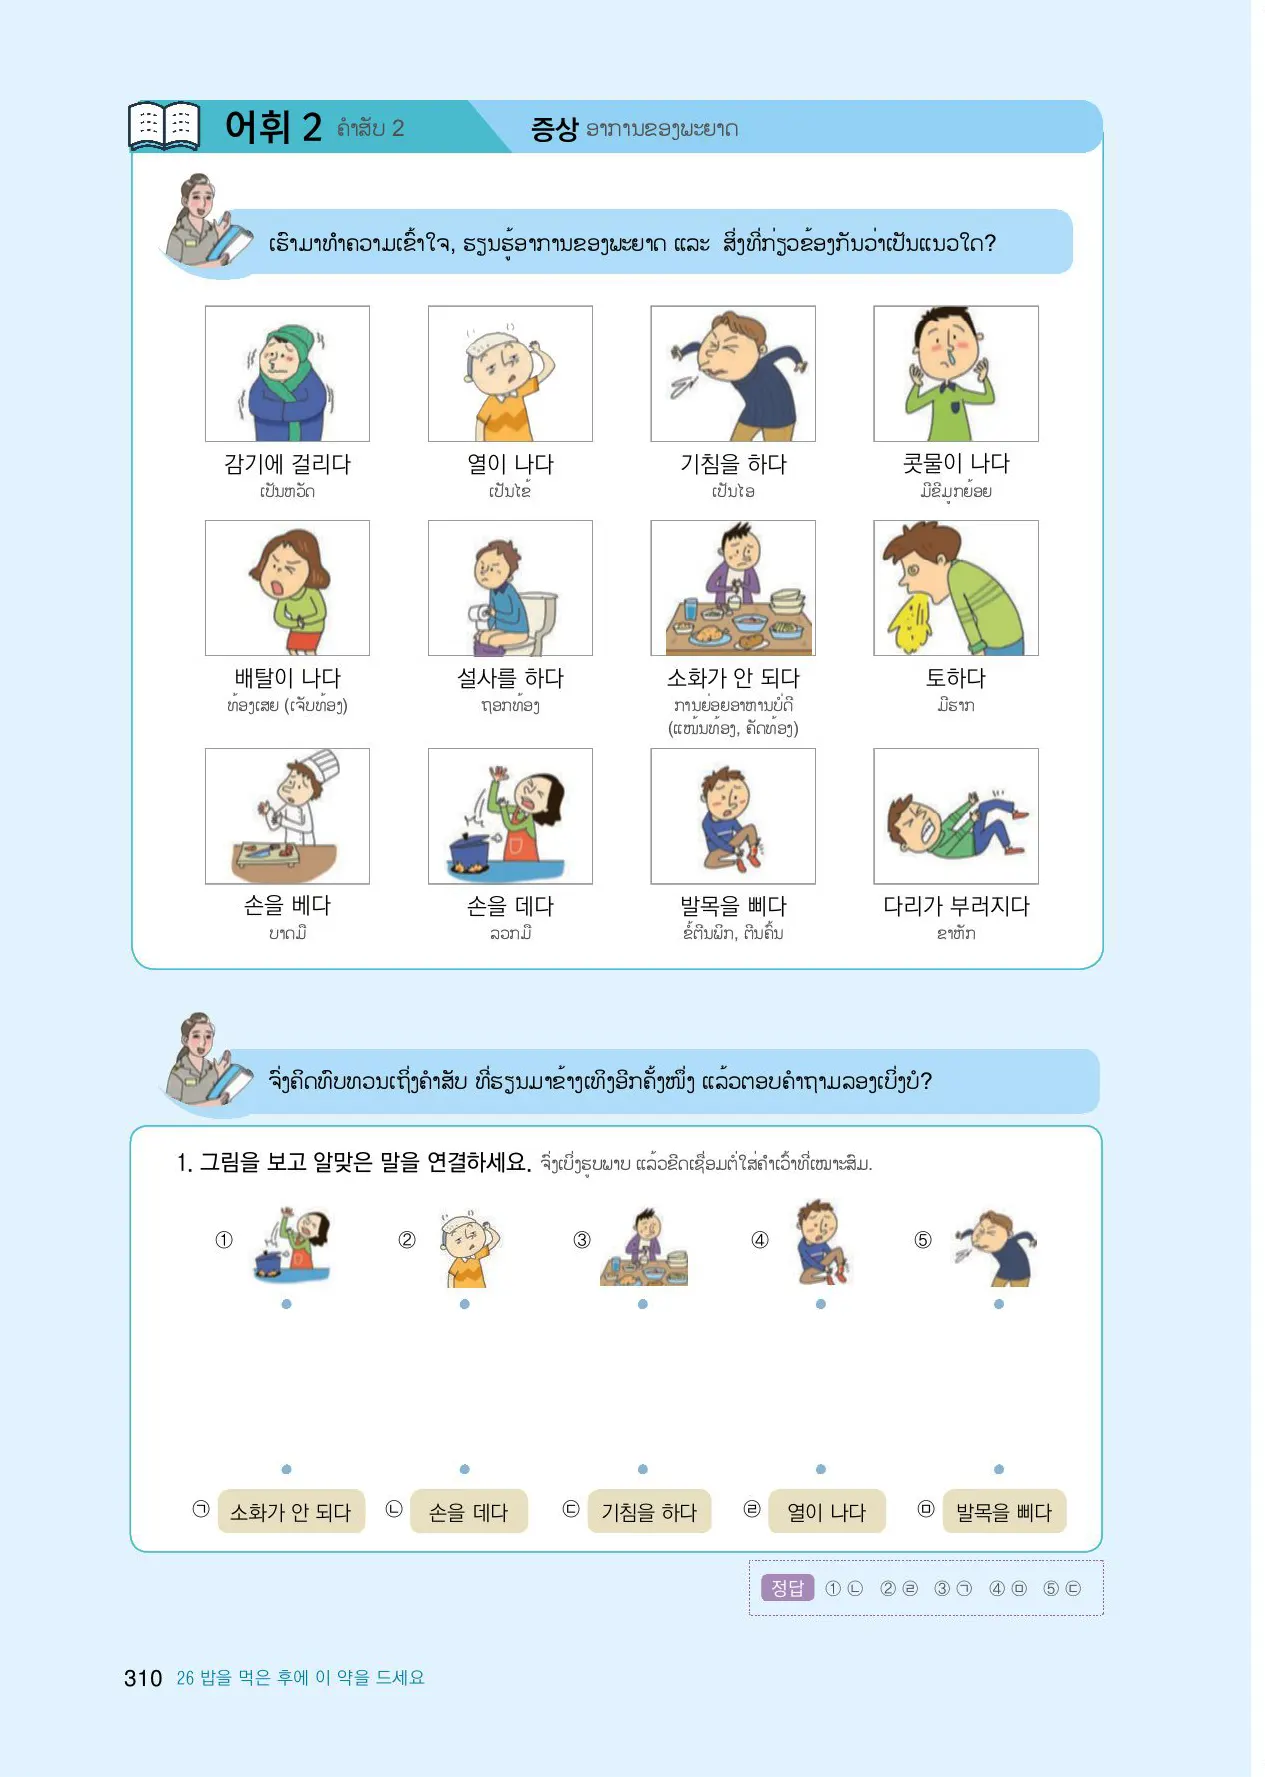 어휘 2 ຄຳສັບ 2 증상 ອາການຂອງພະຍາດ
ເຮົາມາທຳຄວາມເຂົ້າໃຈ, ຮຽນຮູ້ອາການຂອງພະຍາດ ແລະ ສິ່ງທີ່ກ່ຽວຂ້ອງກັນວ່າເປັນແນວໃດ?
감기에 걸리다 열이 나다 기침을 하다 콧물이 나다
ເປັນຫວັດ ເປັນໄຂ້ ເປັນໄອ ມີຂີ້ມູກຍ້ອຍ
배탈이 나다 설사를 하다 소화가 안 되다 토하다
ທ້ອງເສຍ (ເຈັບທ້ອງ) ຖອກທ້ອງ ການຍ່ອຍອາຫານບໍ່ດີ ມີຮາກ
(ແໜ້ນທ້ອງ, ຄັດທ້ອງ)
손을 베다 손을 데다 발목을 삐다 다리가 부러지다
ບາດມື ລວກມື ຂໍ້ຕີນພິກ, ຕີນຄົ້ນ ຂາຫັກ
ຈົ່ງຄິດທົບທວນເຖິງຄຳສັບ ທີ່ຮຽນມາຂ້າງເທິງອີກຄັ້ງໜຶ່ງ ແລ້ວຕອບຄຳຖາມລອງເບິ່ງບໍ?
1. 그림을 보고 알맞은 말을 연결하세요. ຈົ່ງເບິ່ງຮູບພາບ ແລ້ວຂີດເຊື່ອມຕໍ່ໃສ່ຄຳເວົ້າທີ່ເໝາະສົມ.
① ② ③ ④ ⑤
㉠ 소화가 안 되다 ㉡ 손을 데다 ㉢ 기침을 하다 ㉣ 열이 나다 ㉤ 발목을 삐다
정답 ① ㉡ ② ㉣ ③ ㉠ ④ ㉤ ⑤ ㉢
310 26 밥을 먹은 후에 이 약을 드세요